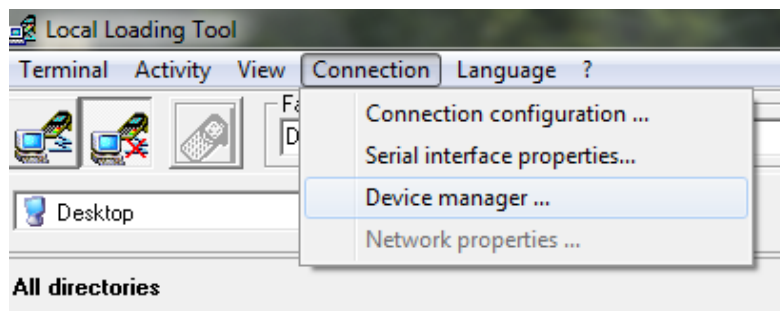 Local Loading Tool
Terminal Activity View Connection Language ?
Connection configuration ...
Serial interface properties...
Device manager ...
Network properties ...
Desktop
All directories